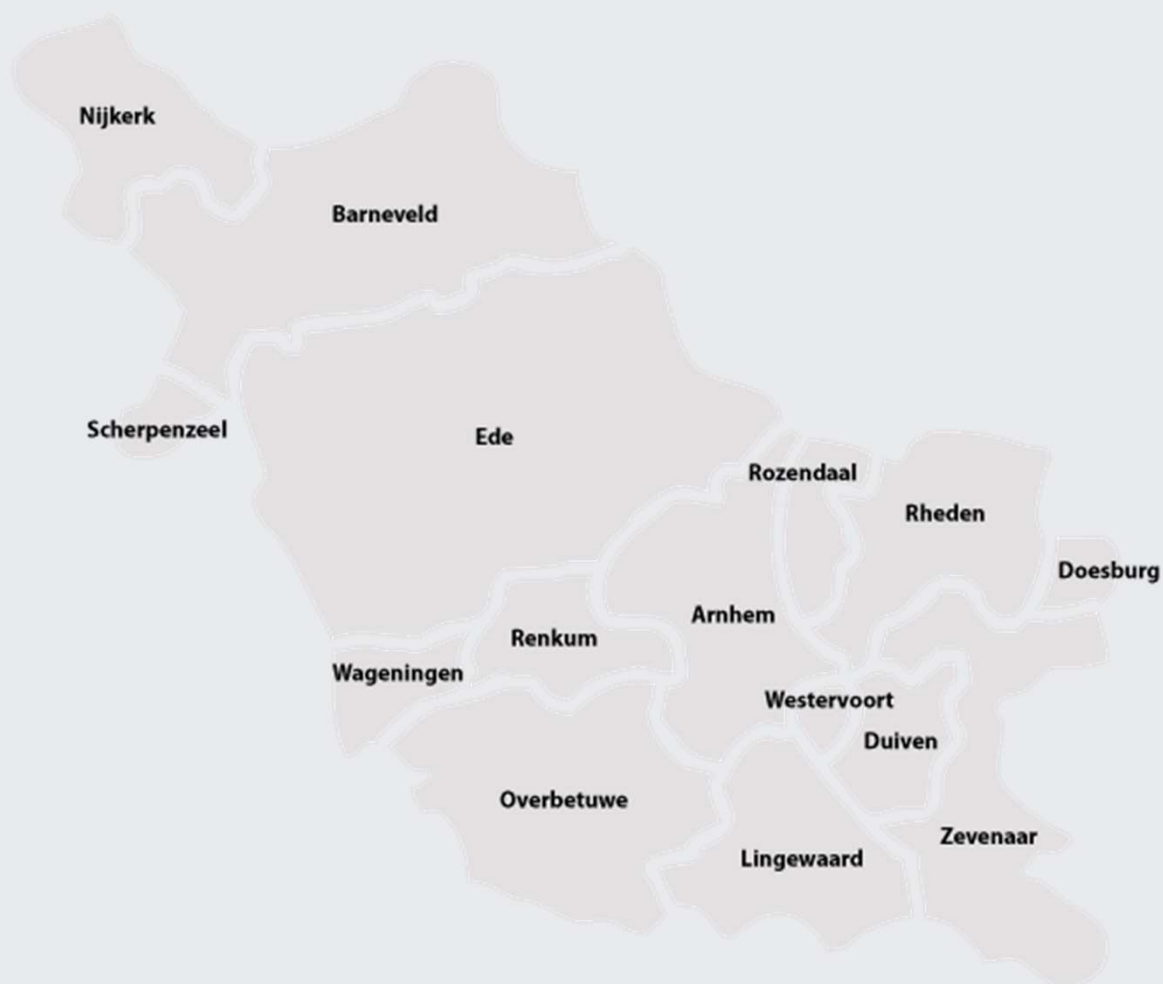 Nijkerk
Barneveld
Scherpenzeel
Ede
Rozendaal
Rheden
Doesburg
Arnhem
Renkum
Wageningen
Westervoort
Duiven
Overbetuwe
Zevenaar
Lingewaard